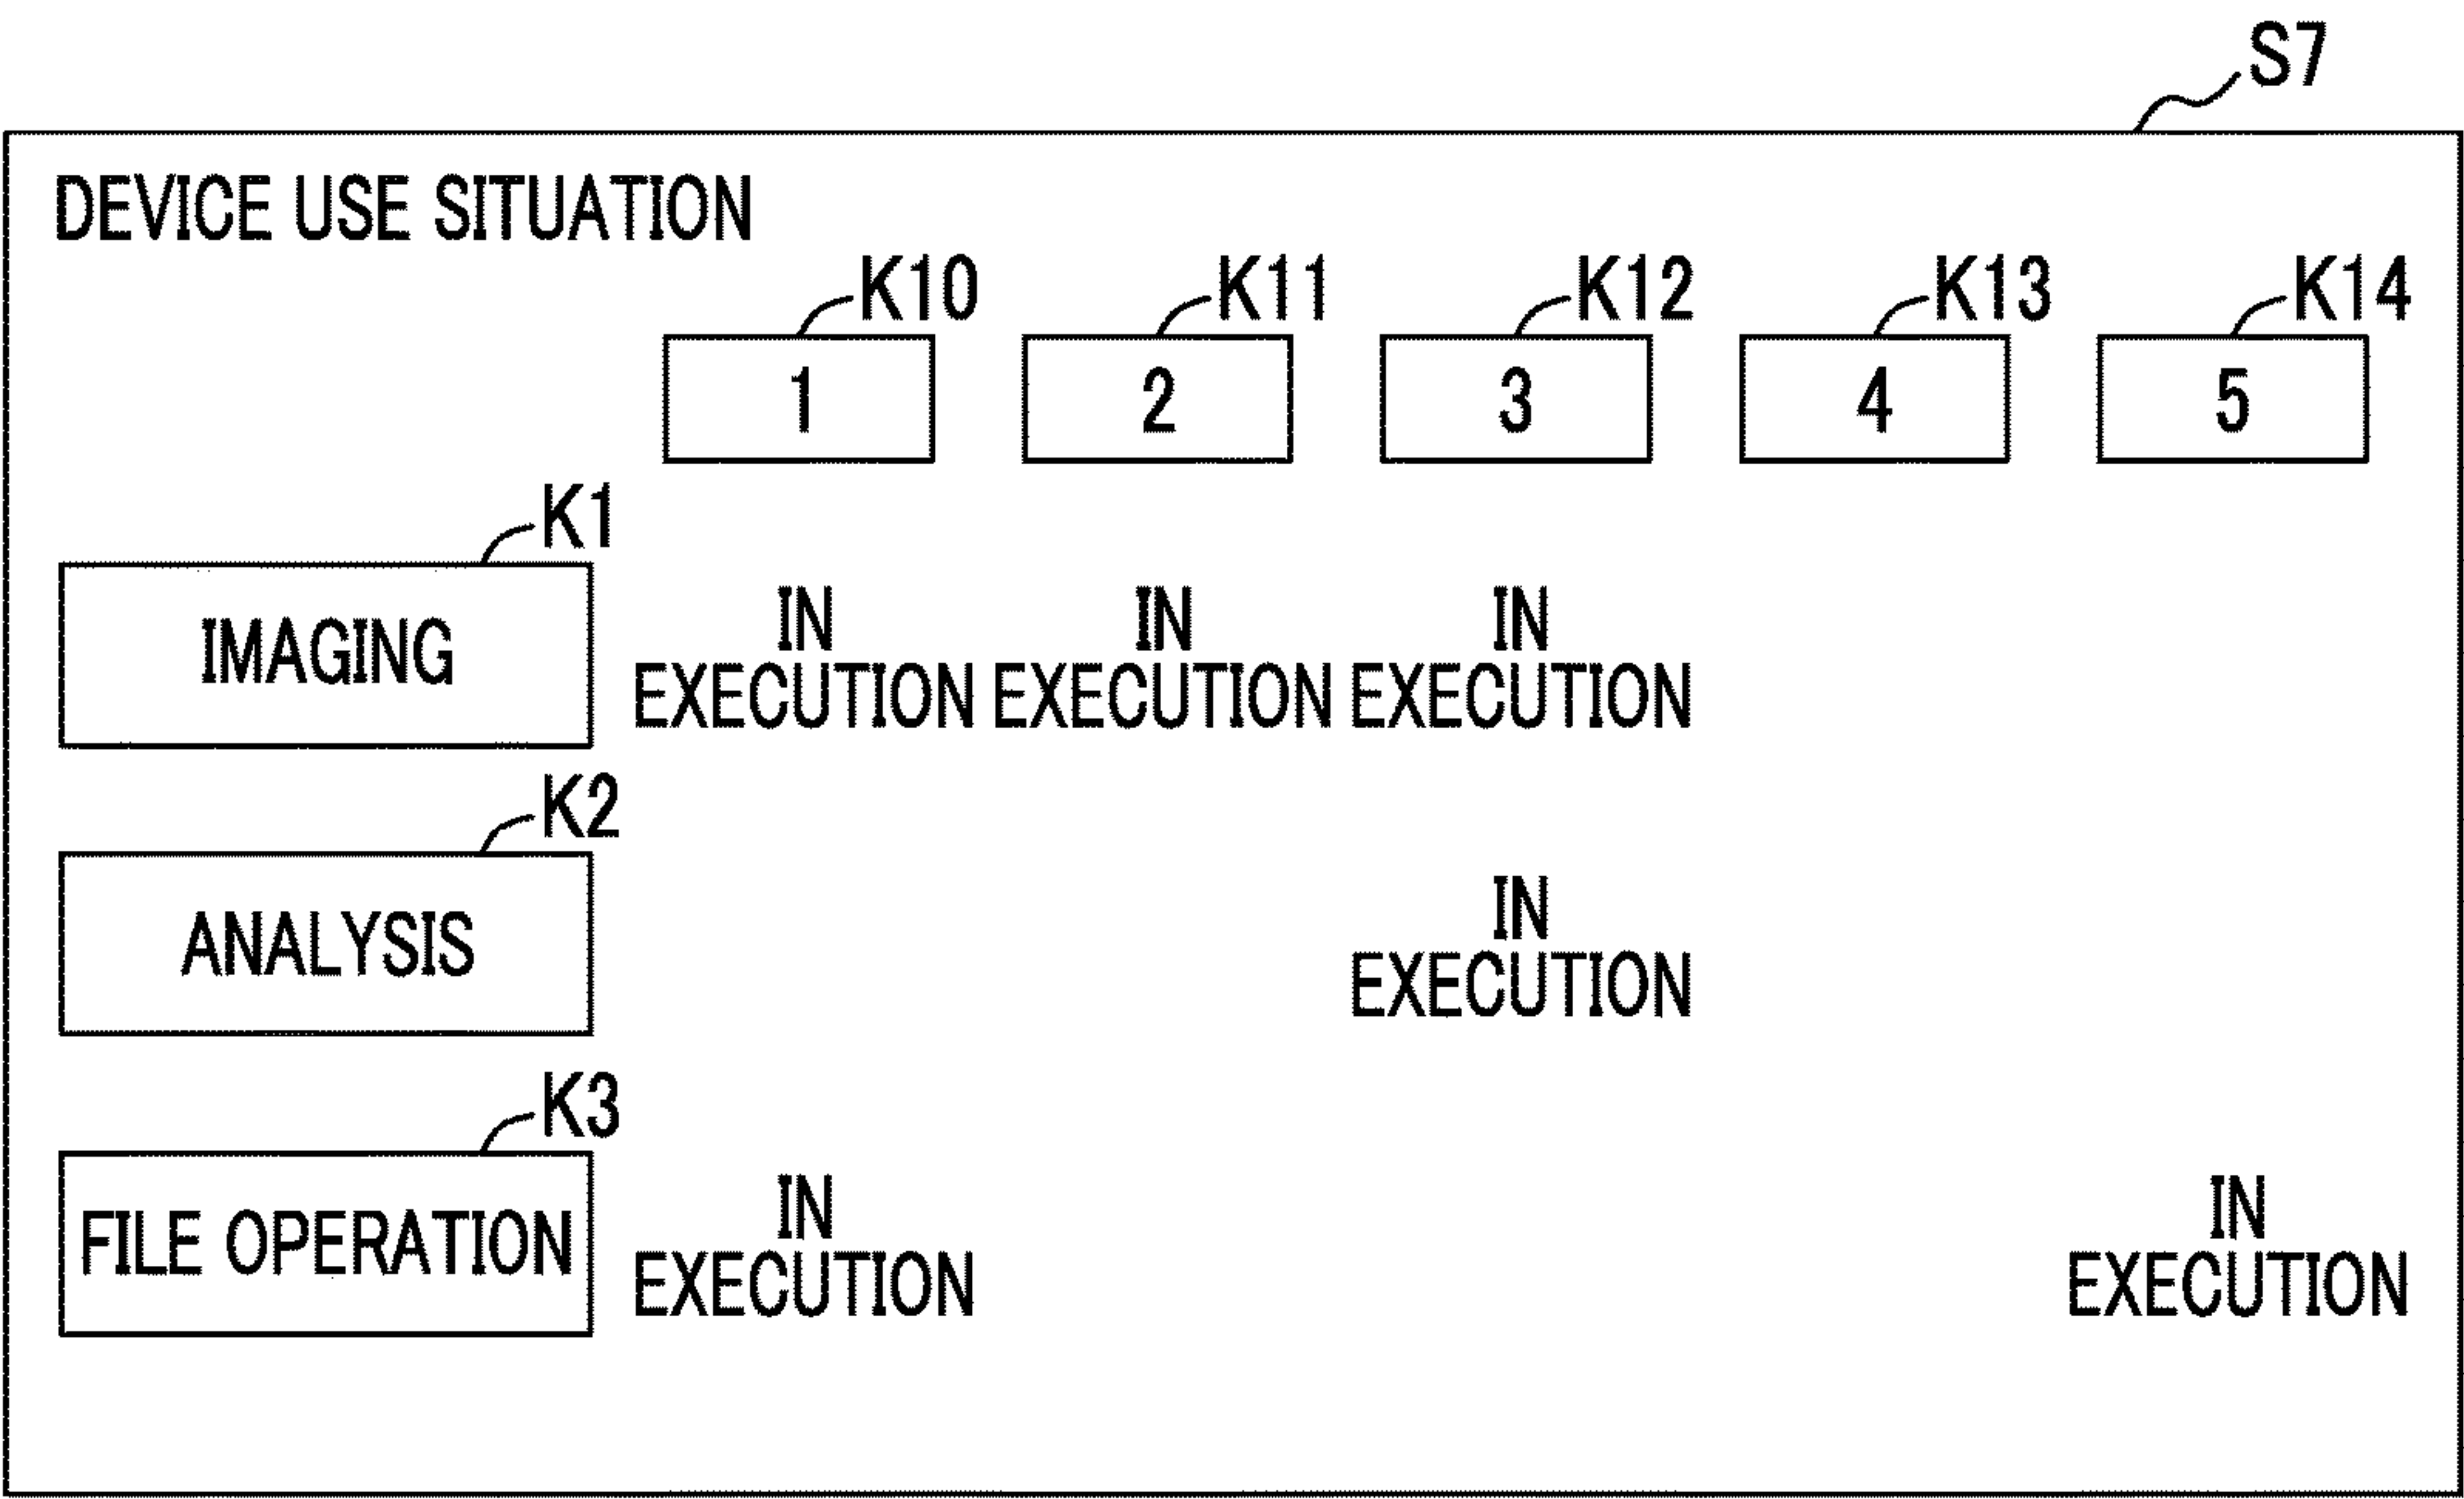 S7
DEVICE USE SITUATION
K10 K11 K12 K13 K14
1 2 3 4 5
K1
IMAGING
IN IN IN
EXECUTION EXECUTION EXECUTION
K2
ANALYSIS
IN
EXECUTION
K3
FILE OPERATION
IN IN
EXECUTION EXECUTION